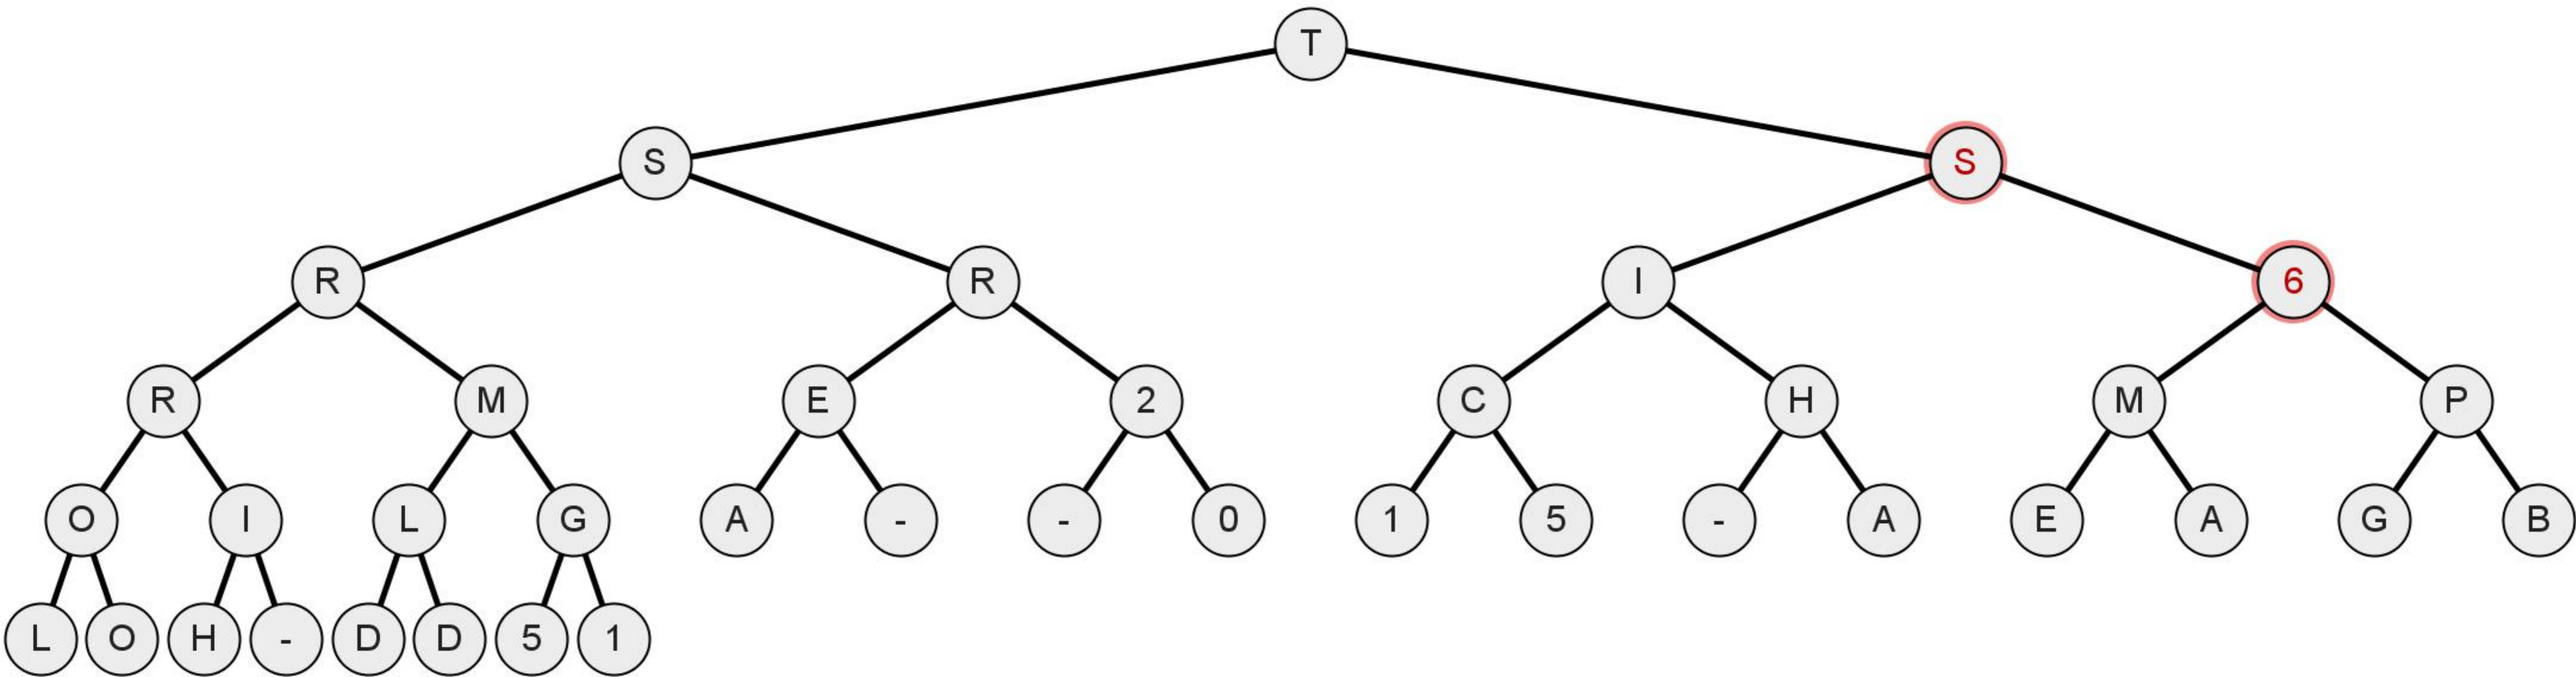 T
S S
R R I 6
R M E 2 C H M P
O I L G A - - 0 1 5 - A E A G B
L O H - D D 5 1